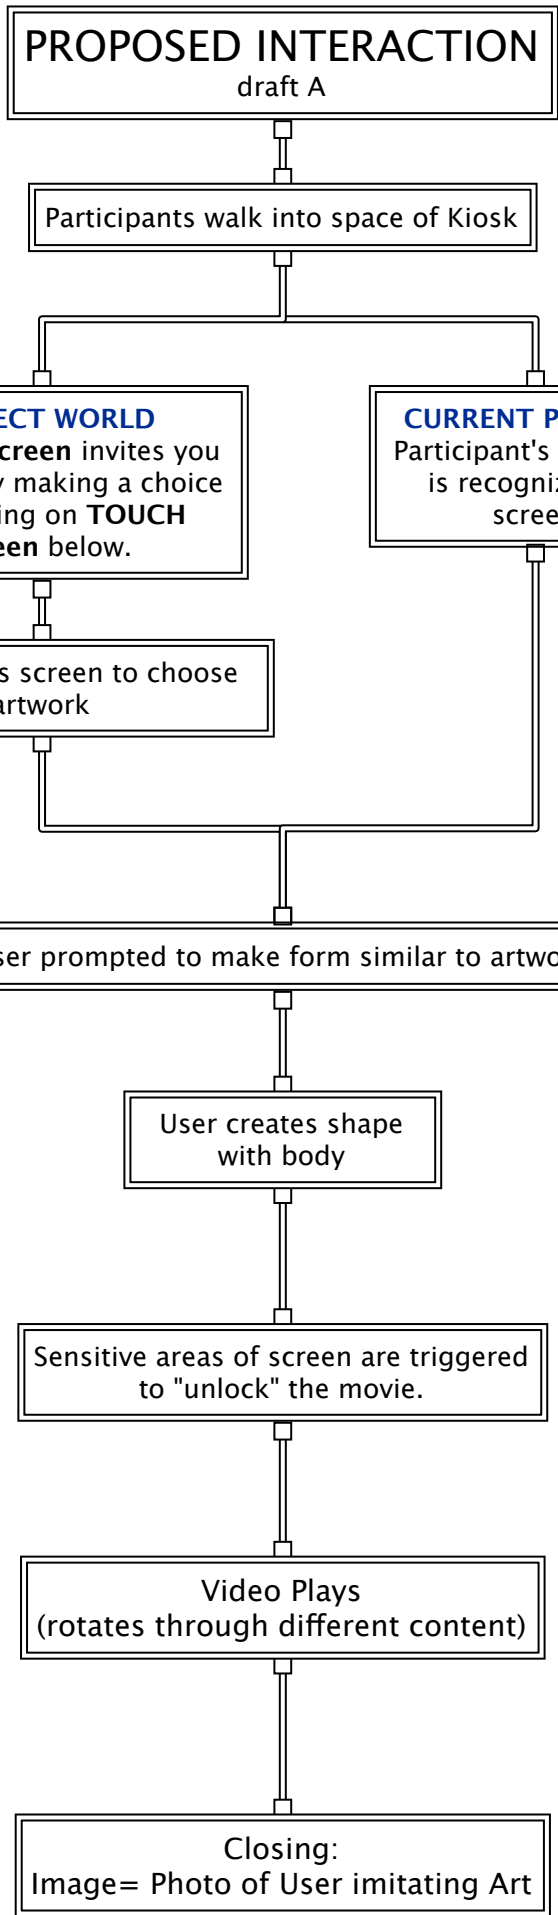 PROPOSED INTERACTION
draft A
Participants walk into space of Kiosk
ECT WORLD
creen invites you
y making a choice
ing on TOUCH
een below.
CURRENT P
Participant's
is recogni
scree
s screen to choose
artwork
ser prompted to make form similar to artwo
User creates shape
with body
Sensitive areas of screen are triggered
to "unlock" the movie.
Video Plays
(rotates through different content)
Closing:
Image= Photo of User imitating Art